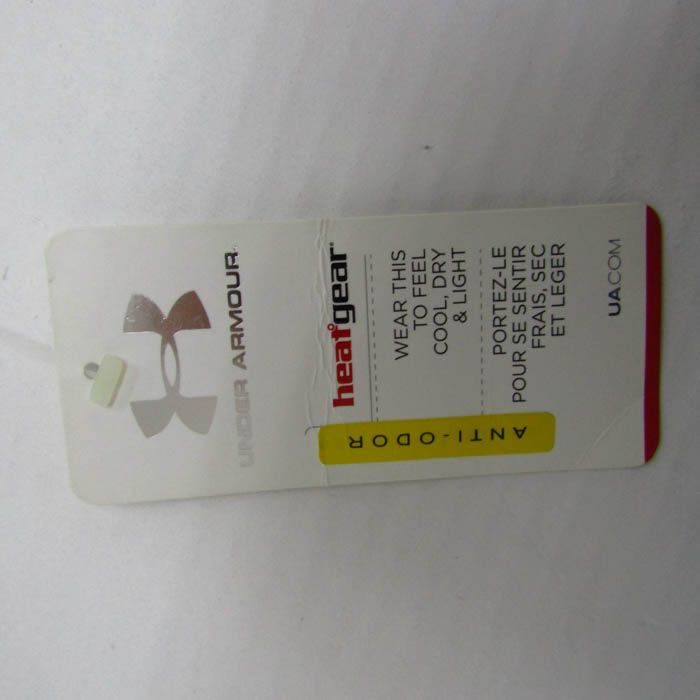 UNDER ARMOUR
heatgear
WEAR THIS
TO FEEL
COOL, DRY
& LIGHT
PORTEZ-LE
POUR SE SENTIR
FRAIS, SEC
ET LEGER
ANTI-ODOR
UA.COM